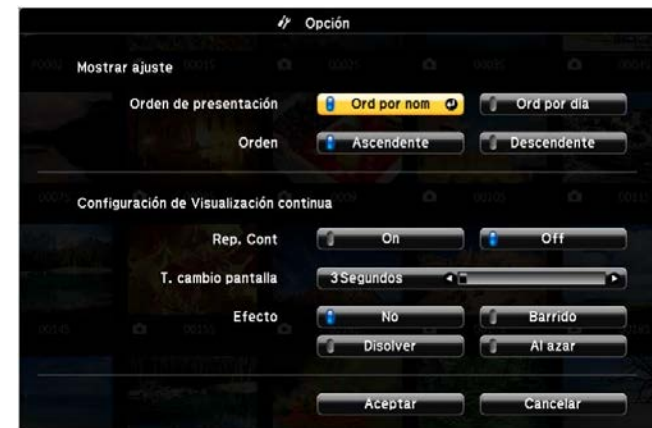 Opción
Mostrar ajuste
Orden de presentación Ord por nom Ord por día
Orden Ascendente Descendente
Configuración de Visualización continua
Rep. Cont On Off
T. cambio pantalla 3Segundos
Efecto No Barrido
Disolver Al azar
Aceptar Cancelar